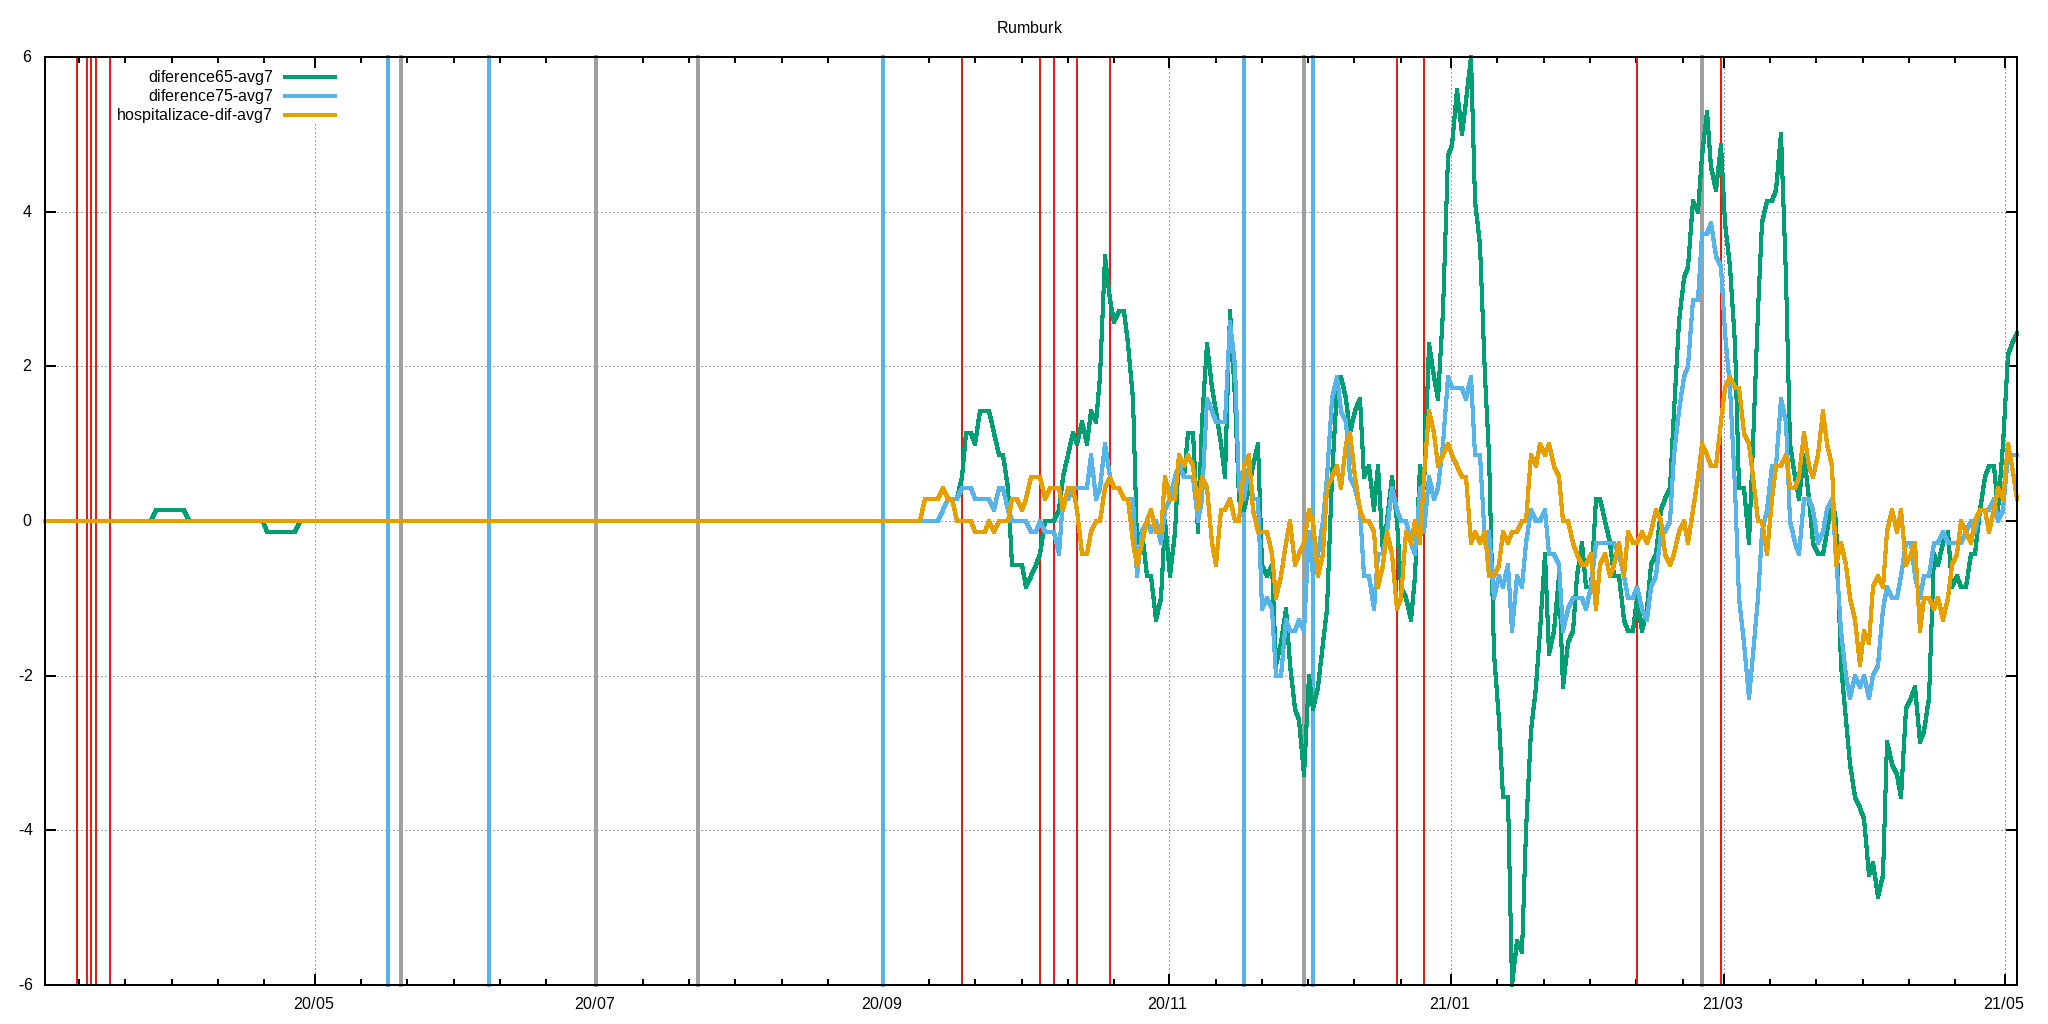 Rumburk
6
diference65-avg7
diference75-avg7
hospitalizace-dif-avg7
4
2
0
-2
-4
-6
20/05 20/07 20/09 20/11 21/01 21/03 21/05